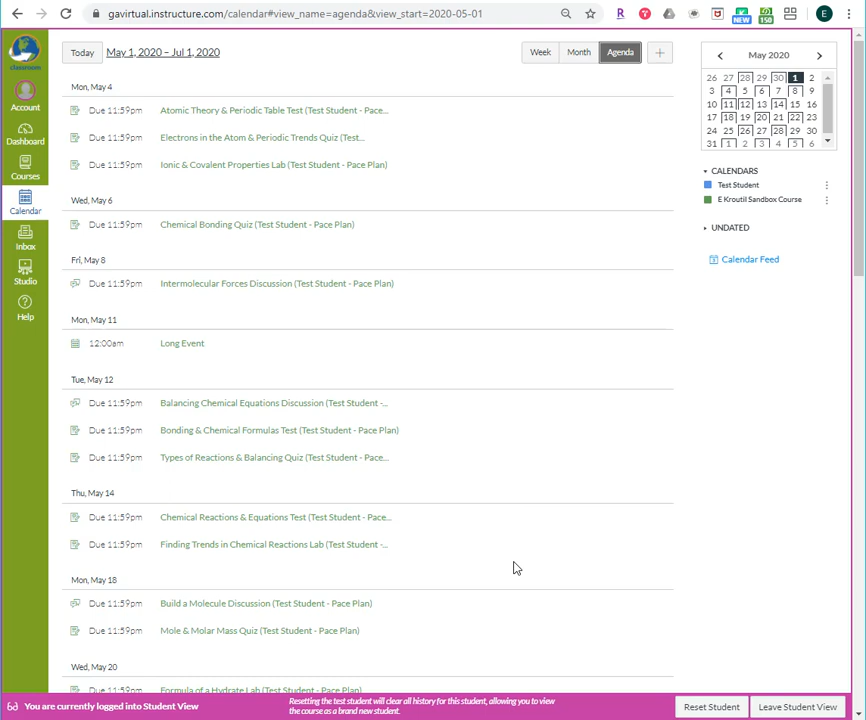 gavirtual.instructure.com/calendar#view_name=agenda&view_start=2020-05-01
R
NEW
150
E
classroom
Account
Dashboard
Courses
Calendar
Inbox
Studio
Help
Today
May 1, 2020 – Jul 1, 2020
Week
Month
Agenda
Mon, May 4
Due 11:59pm Atomic Theory & Periodic Table Test (Test Student - Pace...
Due 11:59pm Electrons in the Atom & Periodic Trends Quiz (Test...
Due 11:59pm Ionic & Covalent Properties Lab (Test Student - Pace Plan)
Wed, May 6
Due 11:59pm Chemical Bonding Quiz (Test Student - Pace Plan)
Fri, May 8
Due 11:59pm Intermolecular Forces Discussion (Test Student - Pace Plan)
Mon, May 11
12:00am Long Event
Tue, May 12
Due 11:59pm Balancing Chemical Equations Discussion (Test Student -...
Due 11:59pm Bonding & Chemical Formulas Test (Test Student - Pace Plan)
Due 11:59pm Types of Reactions & Balancing Quiz (Test Student - Pace...
Thu, May 14
Due 11:59pm Chemical Reactions & Equations Test (Test Student - Pace...
Due 11:59pm Finding Trends in Chemical Reactions Lab (Test Student -...
Mon, May 18
Due 11:59pm Build a Molecule Discussion (Test Student - Pace Plan)
Due 11:59pm Mole & Molar Mass Quiz (Test Student - Pace Plan)
Wed, May 20
Due 11:59pm Formula of a Hydrate Lab (Test Student - Pace Plan)
May 2020
26 27 28 29 30 1 2
3 4 5 6 7 8 9
10 11 12 13 14 15 16
17 18 19 20 21 22 23
24 25 26 27 28 29 30
31 1 2 3 4 5 6
CALENDARS
Test Student
E Kroutil Sandbox Course
UNDATED
Calendar Feed
You are currently logged into Student View
Resetting the test student will clear all history for this student, allowing you to view
the course as a brand new student.
Reset Student
Leave Student View